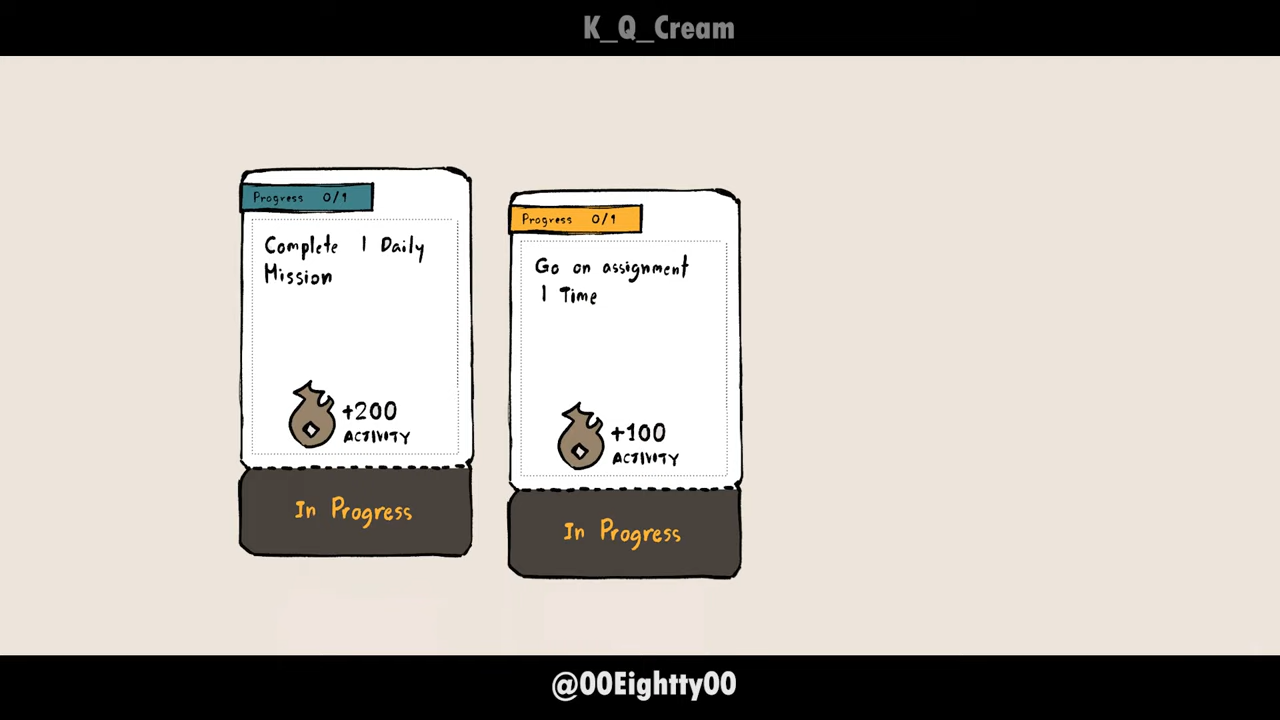 K_Q_Cream
Progress 0/1
Complete 1 Daily
Mission
+200
ACTIVITY
In Progress
Progress 0/1
Go on assignment
1 Time
+100
ACTIVITY
In Progress
@00Eightty00